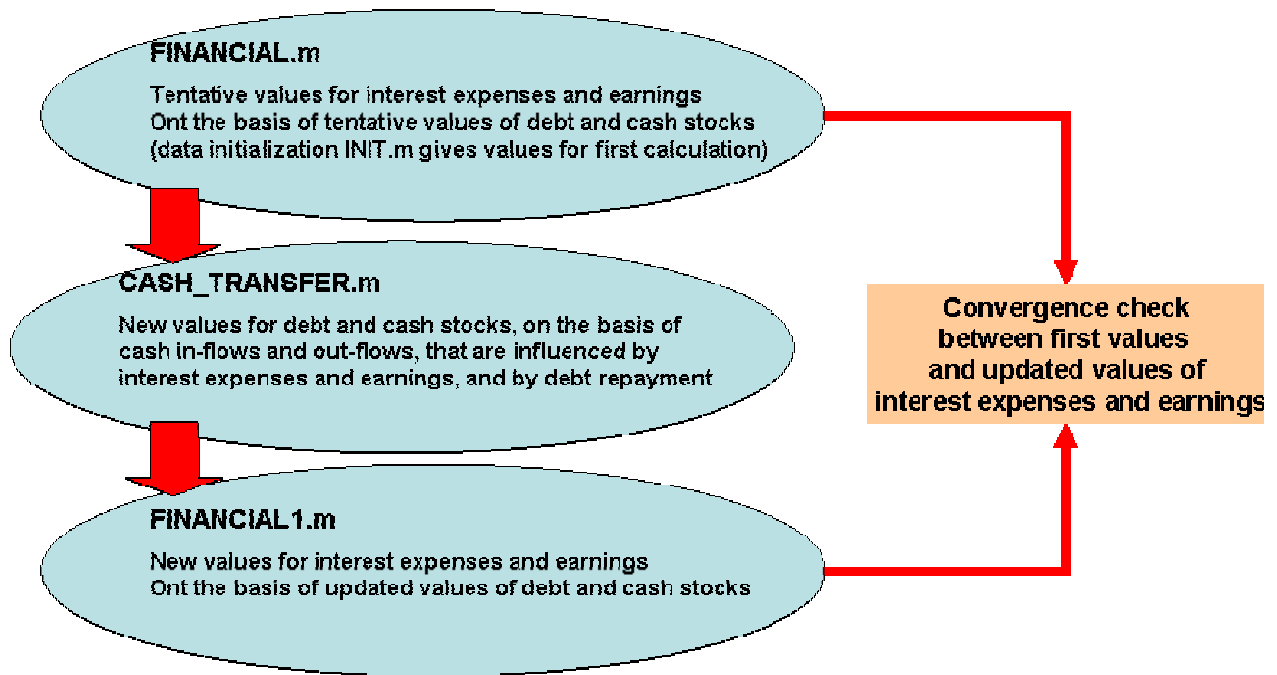 FINANCIAL.m
Tentative values for interest expenses and earnings
Ont the basis of tentative values of debt and cash stocks
(data initialization INIT.m gives values for first calculation)
CASH_TRANSFER.m
New values for debt and cash stocks, on the basis of
cash in-flows and out-flows, that are influenced by
interest expenses and earnings, and by debt repayment
FINANCIAL1.m
New values for interest expenses and earnings
Ont the basis of updated values of debt and cash stocks
Convergence check
between first values
and updated values of
interest expenses and earnings